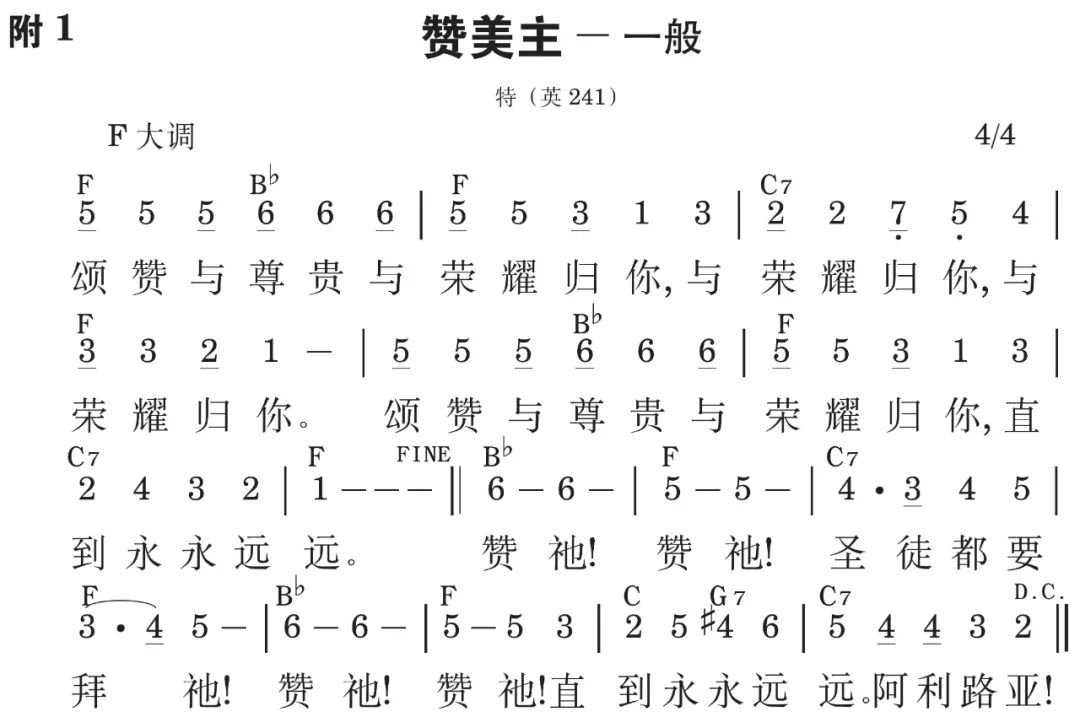 附 1
赞美主 － 一般
特（英 241）
F 大调 4/4
F B♭ F C7
5 5 5 6 6 6 | 5 5 3 1 3 | 2 2 7 5 4 |
颂 赞 与 尊 贵 与 荣 耀 归 你, 与 荣 耀 归 你, 与
F B♭ F
3 3 2 1 － | 5 5 5 6 6 6 | 5 5 3 1 3 |
荣 耀 归 你。 颂 赞 与 尊 贵 与 荣 耀 归 你, 直
C7 F FINE B♭ F C7
2 4 3 2 | 1 － － － || 6 － 6 － | 5 － 5 － | 4 · 3 4 5 |
到 永 永 远 远。 赞 祂! 赞 祂! 圣 徒 都 要
F B♭ F C G7 C7 D.C.
3 · 4 5 － | 6 － 6 － | 5 － 5 3 | 2 5 ♯4 6 | 5 4 4 3 2 ||
拜 祂! 赞 祂! 赞 祂! 直 到 永 永 远 远。阿 利 路 亚!